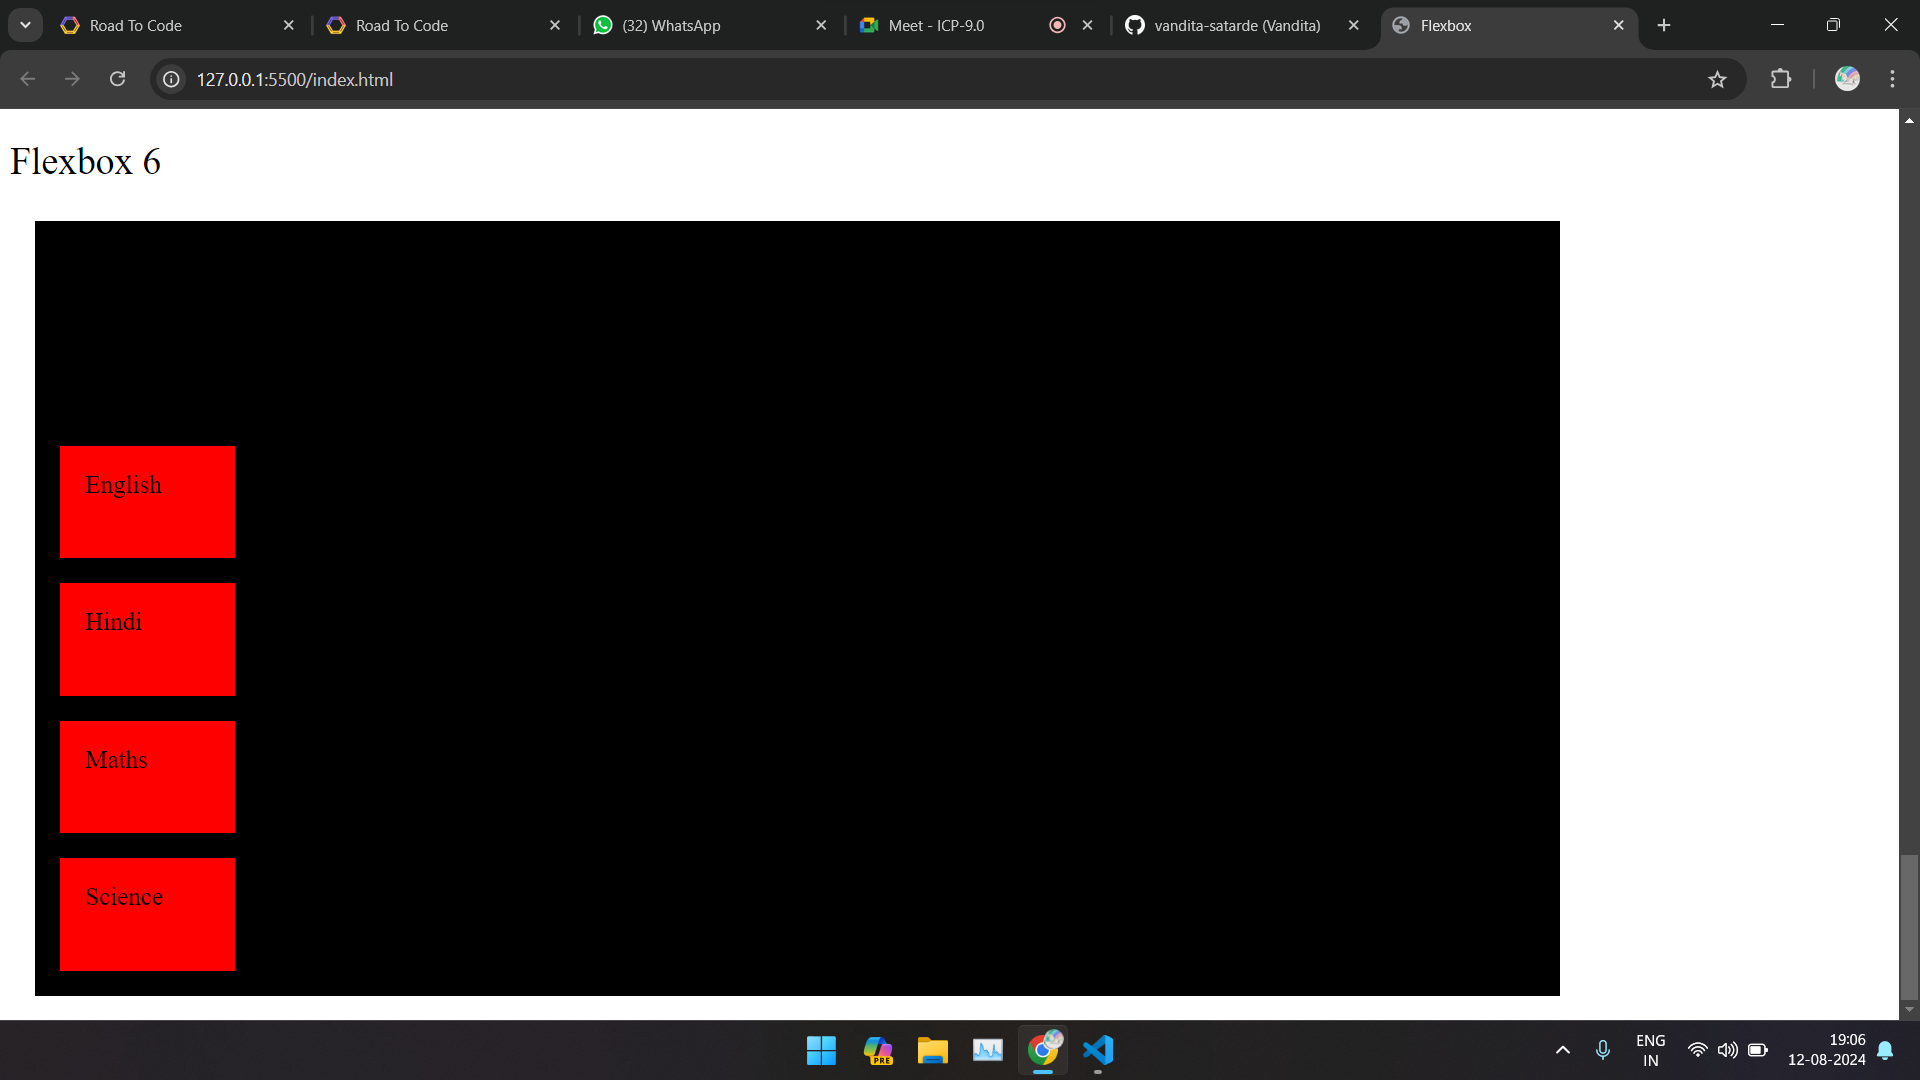 Road To Code
Road To Code
(32) WhatsApp
Meet - ICP-9.0
vandita-satarde (Vandita)
Flexbox
127.0.0.1:5500/index.html
Flexbox 6
English
Hindi
Maths
Science
PRE
ENG
IN
19:06
12-08-2024